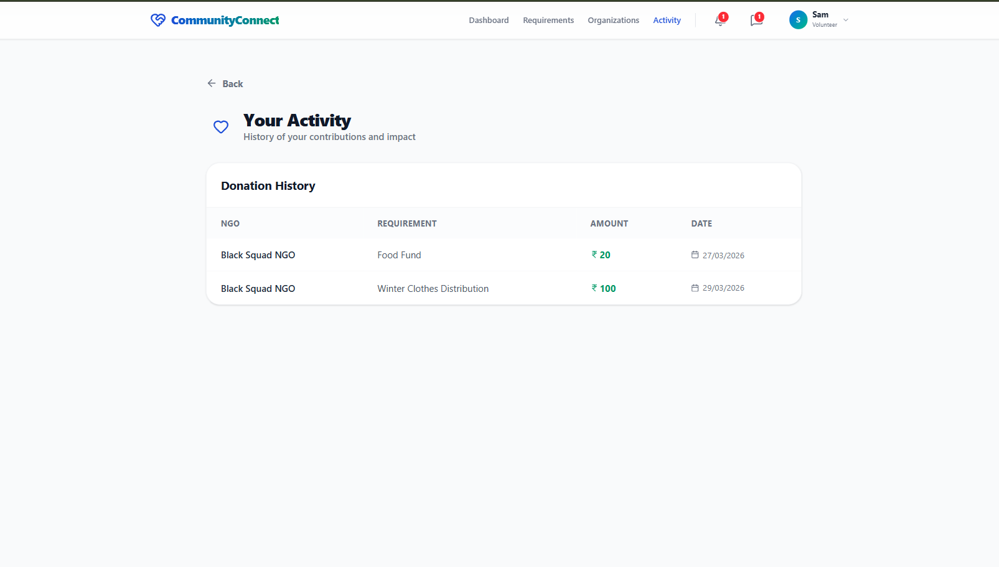 CommunityConnect
Dashboard Requirements Organizations Activity 1 1 S Sam
Volunteer
Back
Your Activity
History of your contributions and impact
Donation History
NGO REQUIREMENT AMOUNT DATE
Black Squad NGO Food Fund ₹ 20 27/03/2026
Black Squad NGO Winter Clothes Distribution ₹ 100 29/03/2026